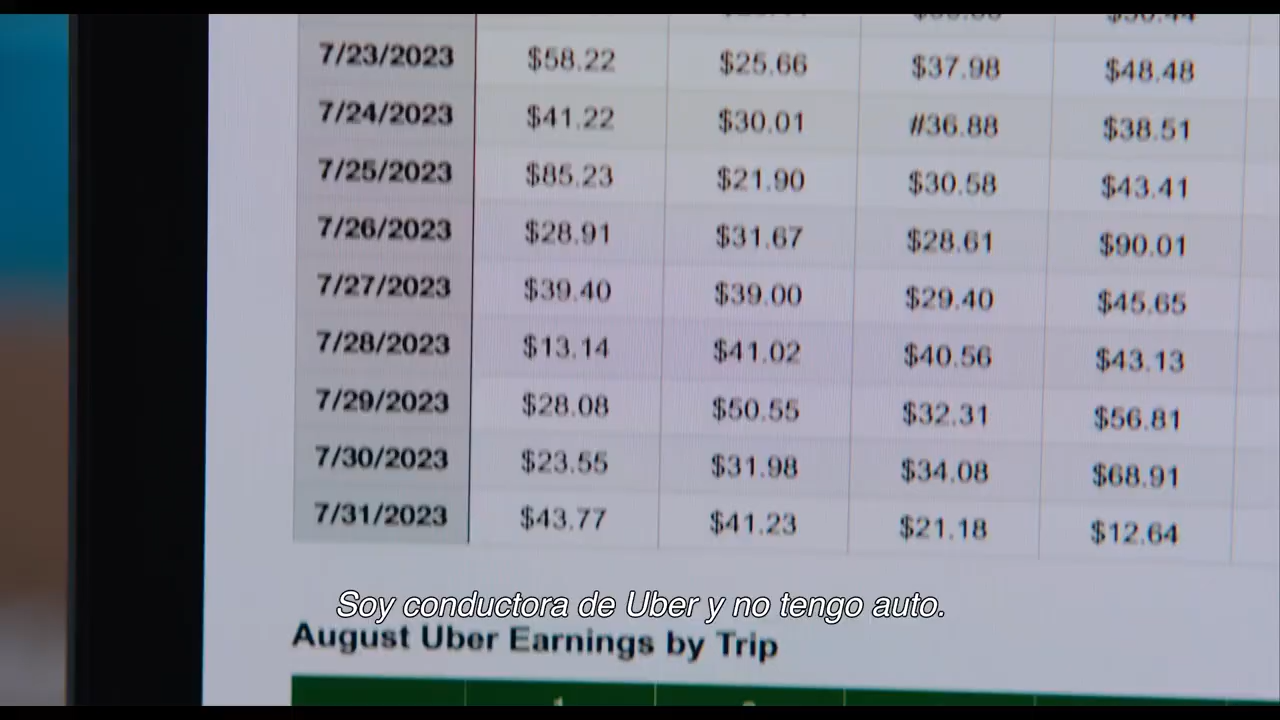 7/23/2023 $58.22 $25.66 $37.98 $48.48
7/24/2023 $41.22 $30.01 //36.88 $38.51
7/25/2023 $85.23 $21.90 $30.58 $43.41
7/26/2023 $28.91 $31.67 $28.61 $90.01
7/27/2023 $39.40 $39.00 $29.40 $45.65
7/28/2023 $13.14 $41.02 $40.56 $43.13
7/29/2023 $28.08 $50.55 $32.31 $56.81
7/30/2023 $23.55 $31.98 $34.08 $68.91
7/31/2023 $43.77 $41.23 $21.18 $12.64
Soy conductora de Uber y no tengo auto.
August Uber Earnings by Trip